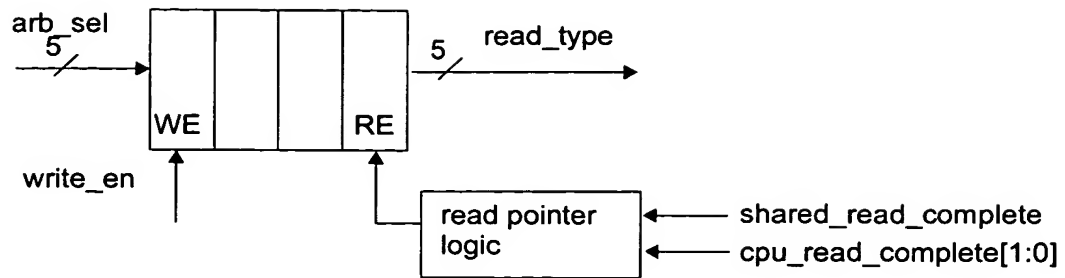 arb_sel
5
5
read_type
WE
RE
write_en
read pointer
logic
shared_read_complete
cpu_read_complete[1:0]